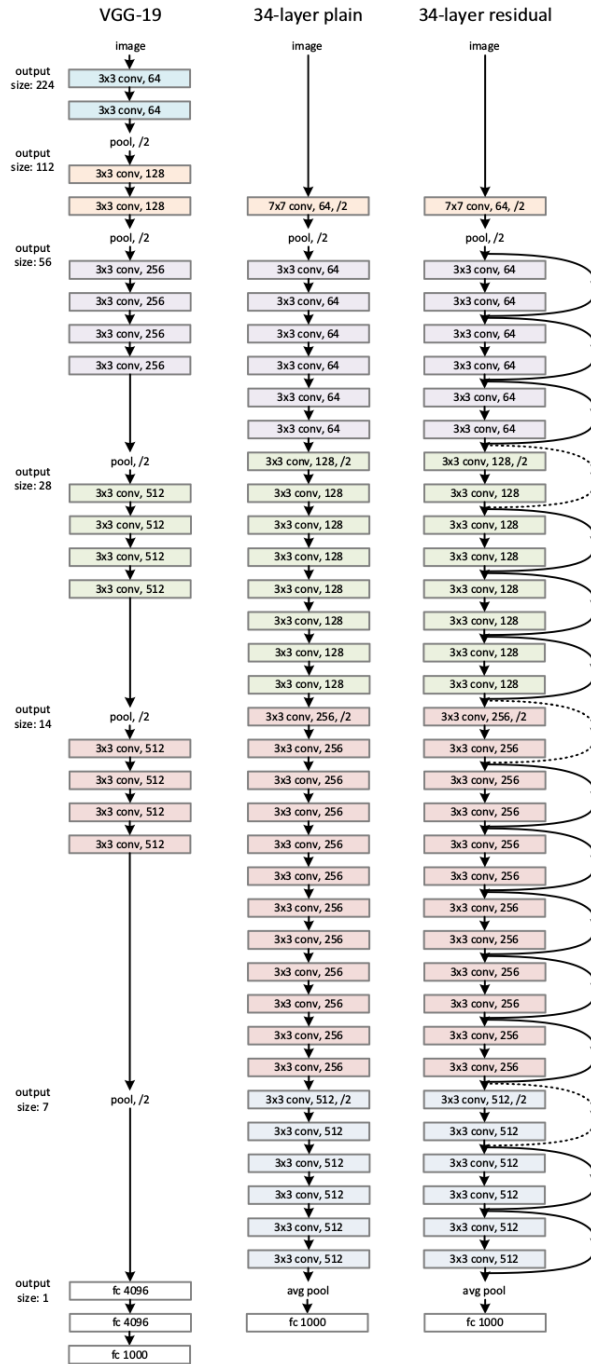 VGG-19
image
output
size: 224
3x3 conv, 64
3x3 conv, 64
pool, /2
output
size: 112
3x3 conv, 128
3x3 conv, 128
pool, /2
output
size: 56
3x3 conv, 256
3x3 conv, 256
3x3 conv, 256
3x3 conv, 256
pool, /2
output
size: 28
3x3 conv, 512
3x3 conv, 512
3x3 conv, 512
3x3 conv, 512
pool, /2
output
size: 14
3x3 conv, 512
3x3 conv, 512
3x3 conv, 512
3x3 conv, 512
output
size: 7
pool, /2
output
size: 1
fc 4096
fc 4096
fc 1000
34-layer plain
image
7x7 conv, 64, /2
pool, /2
3x3 conv, 64
3x3 conv, 64
3x3 conv, 64
3x3 conv, 64
3x3 conv, 64
3x3 conv, 64
3x3 conv, 128, /2
3x3 conv, 128
3x3 conv, 128
3x3 conv, 128
3x3 conv, 128
3x3 conv, 128
3x3 conv, 128
3x3 conv, 128
3x3 conv, 256, /2
3x3 conv, 256
3x3 conv, 256
3x3 conv, 256
3x3 conv, 256
3x3 conv, 256
3x3 conv, 256
3x3 conv, 256
3x3 conv, 256
3x3 conv, 256
3x3 conv, 256
3x3 conv, 256
3x3 conv, 512, /2
3x3 conv, 512
3x3 conv, 512
3x3 conv, 512
3x3 conv, 512
3x3 conv, 512
avg pool
fc 1000
34-layer residual
image
7x7 conv, 64, /2
pool, /2
3x3 conv, 64
3x3 conv, 64
3x3 conv, 64
3x3 conv, 64
3x3 conv, 64
3x3 conv, 64
3x3 conv, 128, /2
3x3 conv, 128
3x3 conv, 128
3x3 conv, 128
3x3 conv, 128
3x3 conv, 128
3x3 conv, 128
3x3 conv, 128
3x3 conv, 256, /2
3x3 conv, 256
3x3 conv, 256
3x3 conv, 256
3x3 conv, 256
3x3 conv, 256
3x3 conv, 256
3x3 conv, 256
3x3 conv, 256
3x3 conv, 256
3x3 conv, 256
3x3 conv, 256
3x3 conv, 512, /2
3x3 conv, 512
3x3 conv, 512
3x3 conv, 512
3x3 conv, 512
3x3 conv, 512
avg pool
fc 1000